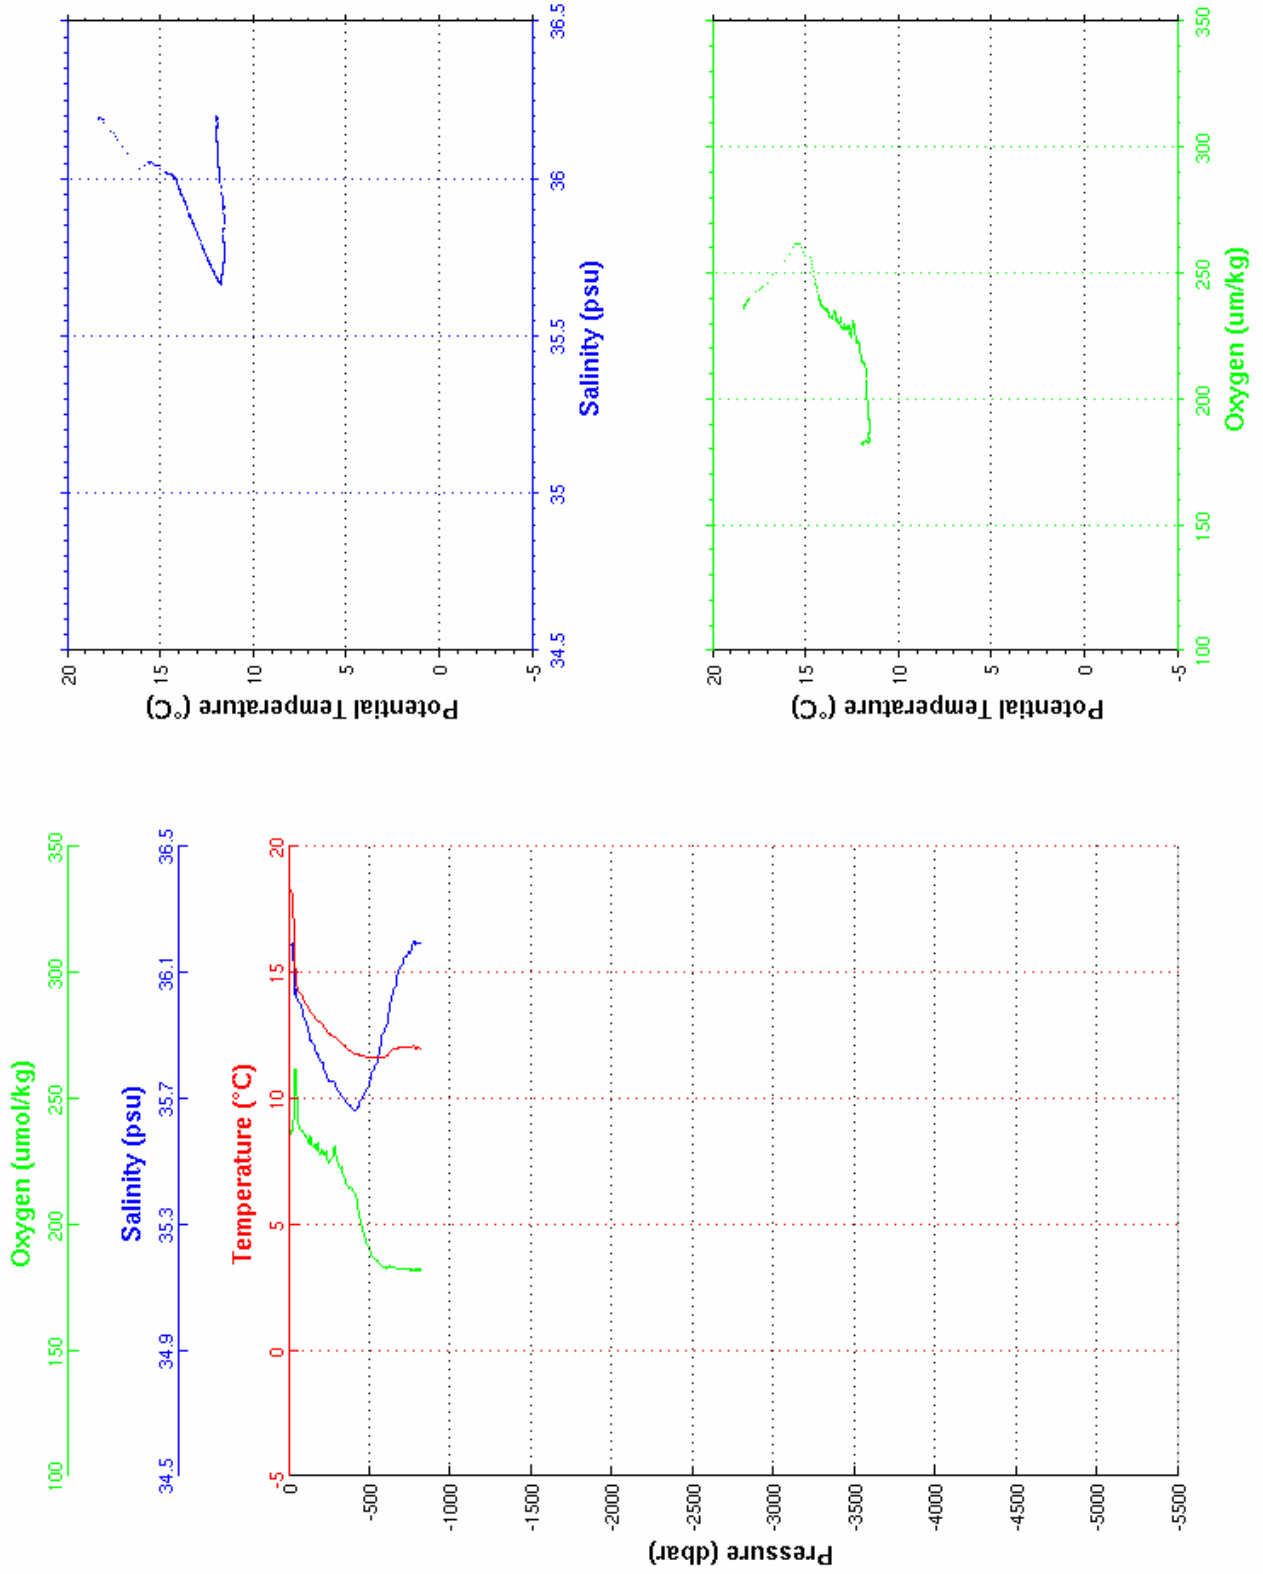 Oxygen (umol/kg)
100 150 200 250 300 350
Salinity (psu)
34.5 34.9 35.3 35.7 36.1 36.5
Temperature (°C)
-5 0 5 10 15 20
0
-500
-1000
-1500
-2000
-2500
-3000
-3500
-4000
-4500
-5000
-5500
Pressure (dbar)
20
15
10
5
0
-5
Potential Temperature (°C)
34.5 35 35.5 36 36.5
Salinity (psu)
20
15
10
5
0
-5
Potential Temperature (°C)
100 150 200 250 300 350
Oxygen (um/kg)